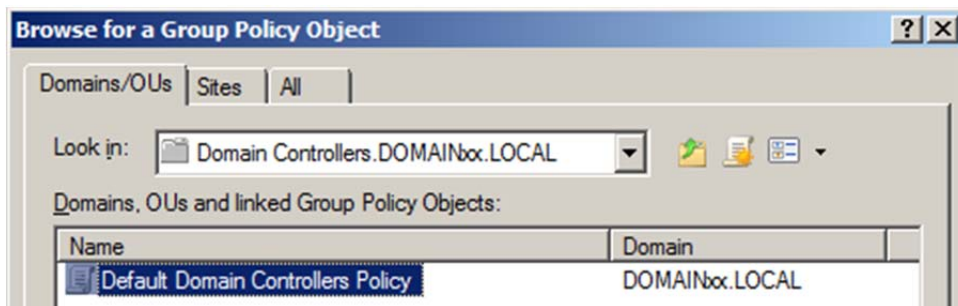 Browse for a Group Policy Object
Domains/OUs Sites All
Look in: Domain Controllers.DOMAINxx.LOCAL
Domains, OUs and linked Group Policy Objects:
Name Domain
Default Domain Controllers Policy DOMAINxx.LOCAL